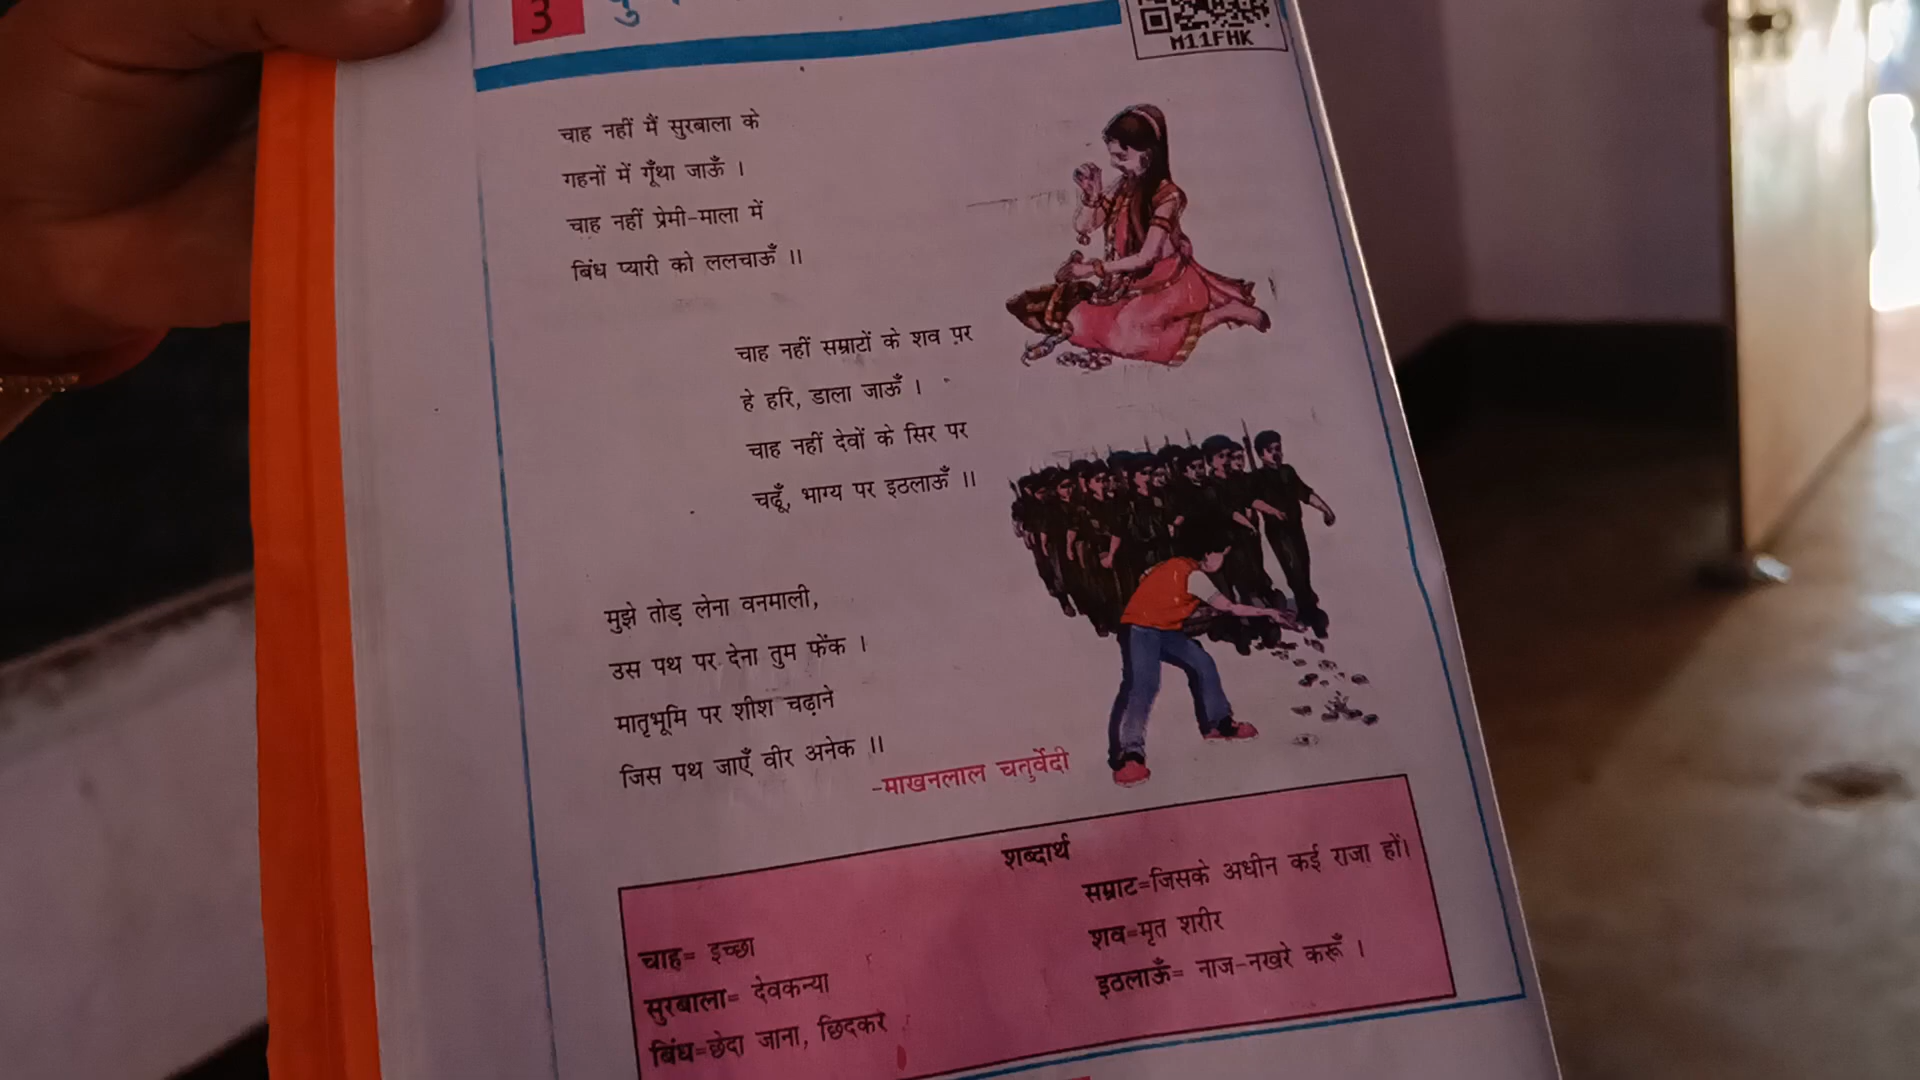 3
M11FHK
चाह नहीं मैं सुरबाला के
गहनों में गूँथा जाऊँ ।
चाह नहीं प्रेमी-माला में
बिंध प्यारी को ललचाऊँ ।।
चाह नहीं सम्राटों के शव पर
हे हरि, डाला जाऊँ ।
चाह नहीं देवों के सिर पर
चढूँ, भाग्य पर इठलाऊँ ।।
मुझे तोड़ लेना वनमाली,
उस पथ पर देना तुम फेंक ।
मातृभूमि पर शीश चढ़ाने
जिस पथ जाएँ वीर अनेक ।।
-माखनलाल चतुर्वेदी
शब्दार्थ
चाह= इच्छा
सुरबाला= देवकन्या
बिंध=छेदा जाना, छिदकर
सम्राट=जिसके अधीन कई राजा हों।
शव=मृत शरीर
इठलाऊँ= नाज-नखरे करूँ ।